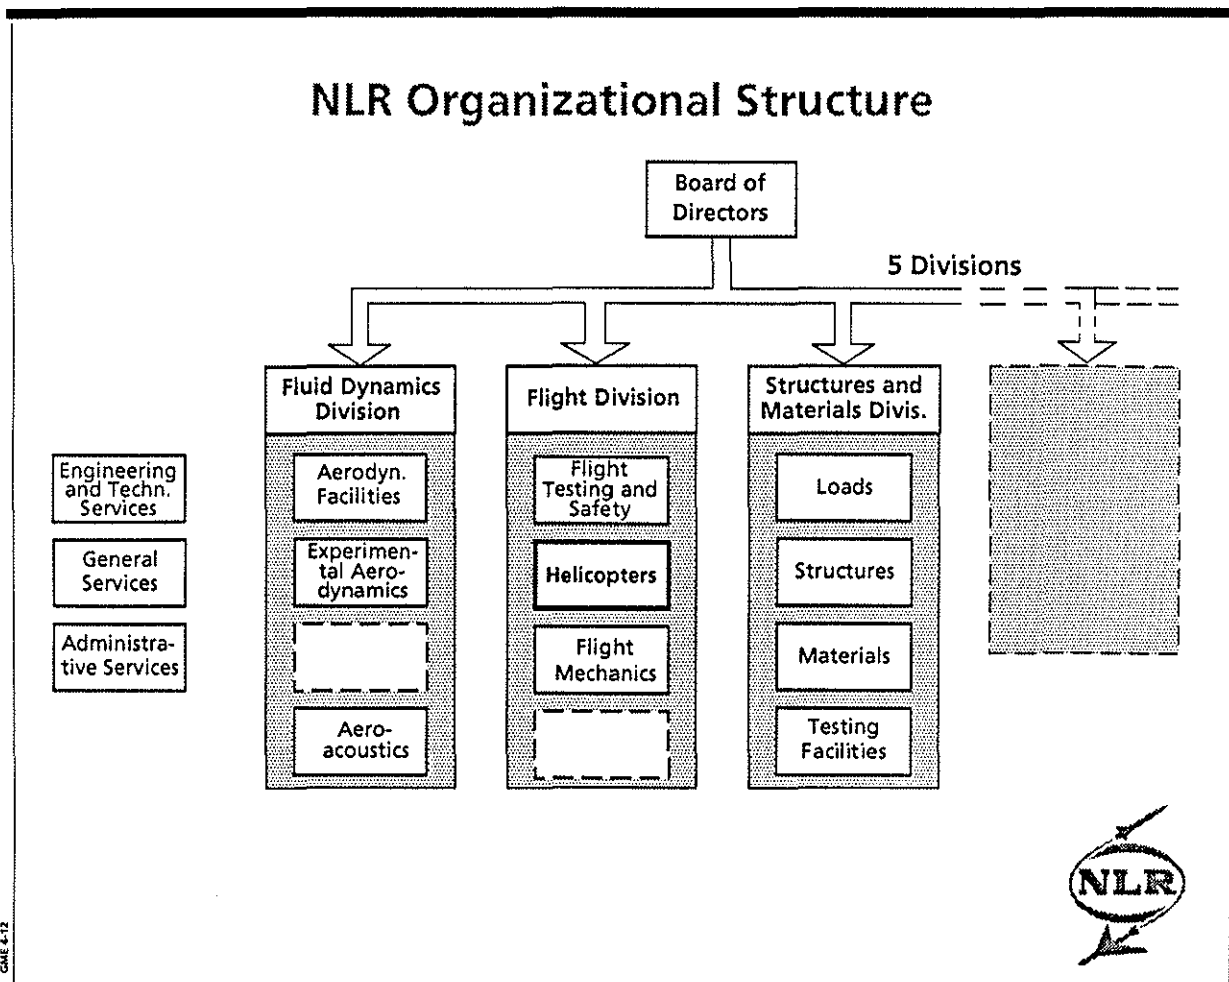 NLR Organizational Structure
Board of
Directors
5 Divisions
Fluid Dynamics
Division
Flight Division
Structures and
Materials Divis.
Engineering
and Techn.
Services
General
Services
Administra-
tive Services
Aerodyn.
Facilities
Experimen-
tal Aero-
dynamics
Aero-
acoustics
Flight
Testing and
Safety
Helicopters
Flight
Mechanics
Loads
Structures
Materials
Testing
Facilities
NLR
GME 4-12